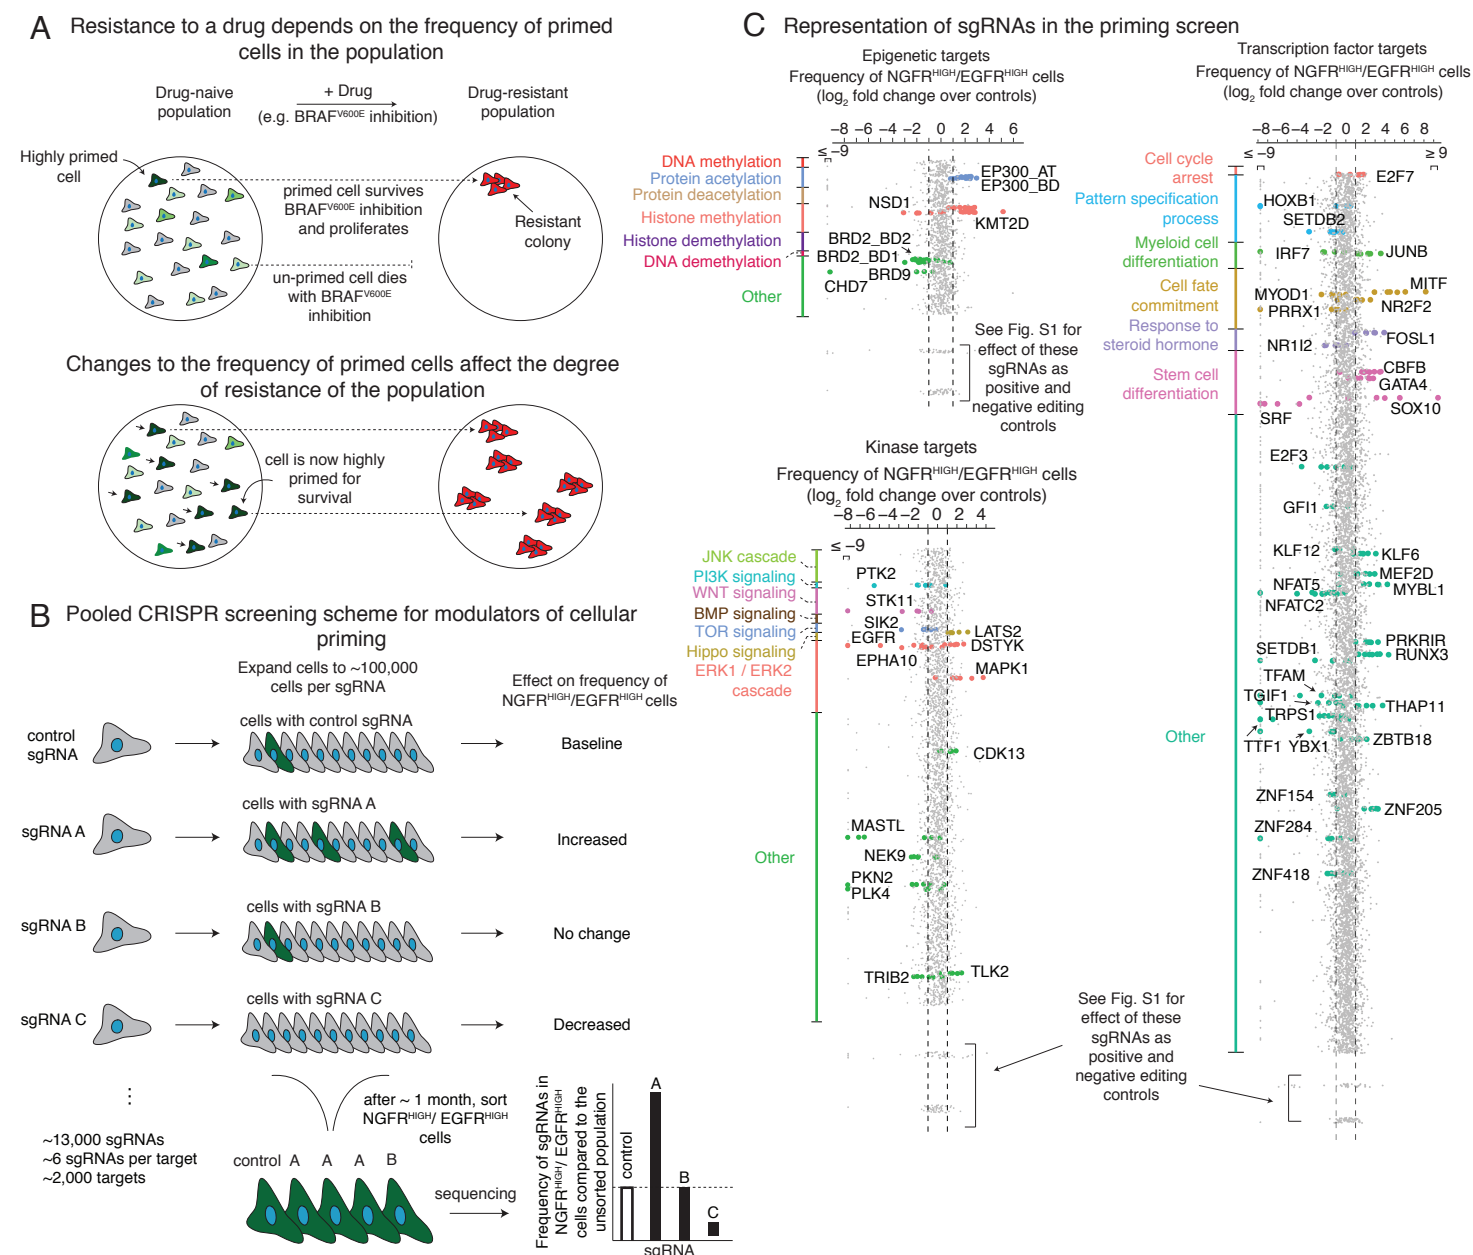 A Resistance to a drug depends on the frequency of primed
cells in the population
Drug-naive
population
+ Drug
(e.g. BRAFV600E inhibition)
Drug-resistant
population
Highly primed
cell
primed cell survives
BRAFV600E inhibition
and proliferates
Resistant
colony
un-primed cell dies
with BRAFV600E
inhibition
Changes to the frequency of primed cells affect the degree
of resistance of the population
cell is now highly
primed for
survival
B Pooled CRISPR screening scheme for modulators of cellular
priming
Expand cells to ~100,000
cells per sgRNA
Effect on frequency of
NGFRHIGH/EGFRHIGH cells
control
sgRNA
cells with control sgRNA
Baseline
sgRNA A
cells with sgRNA A
Increased
sgRNA B
cells with sgRNA B
No change
sgRNA C
cells with sgRNA C
Decreased
⋮
~13,000 sgRNAs
~6 sgRNAs per target
~2,000 targets
after ~ 1 month, sort
NGFRHIGH/ EGFRHIGH
cells
control A A A B
sequencing
Frequency of sgRNAs in
NGFRHIGH/ EGFRHIGH
cells compared to the
unsorted population
control
A
B
C
sgRNA
C Representation of sgRNAs in the priming screen
Epigenetic targets
Frequency of NGFRHIGH/EGFRHIGH cells
(log2 fold change over controls)
−8 −6 −4 −2 0 2 4 6
≤ −9
DNA methylation
Protein acetylation
Protein deacetylation
Histone methylation
Histone demethylation
DNA demethylation
Other
EP300_AT
EP300_BD
NSD1
KMT2D
BRD2_BD2
BRD2_BD1
BRD9
CHD7
See Fig. S1 for
effect of these
sgRNAs as
positive and
negative editing
controls
Kinase targets
Frequency of NGFRHIGH/EGFRHIGH cells
(log2 fold change over controls)
−8 −6 −4 −2 0 2 4
≤ −9
JNK cascade
PI3K signaling
WNT signaling
BMP signaling
TOR signaling
Hippo signaling
ERK1 / ERK2
cascade
Other
PTK2
STK11
SIK2
EGFR
LATS2
DSTYK
EPHA10
MAPK1
CDK13
MASTL
NEK9
PKN2
PLK4
TRIB2
TLK2
See Fig. S1 for
effect of these
sgRNAs as
positive and
negative editing
controls
Transcription factor targets
Frequency of NGFRHIGH/EGFRHIGH cells
(log2 fold change over controls)
−8 −6 −4 −2 0 2 4 6 8
≤ −9
≥ 9
Cell cycle
arrest
Pattern specification
process
Myeloid cell
differentiation
Cell fate
commitment
Response to
steroid hormone
Stem cell
differentiation
Other
E2F7
HOXB1
SETDB2
IRF7
JUNB
MITF
MYOD1
NR2F2
PRRX1
FOSL1
NR1I2
CBFB
GATA4
SOX10
SRF
E2F3
GFI1
KLF12
KLF6
MEF2D
NFAT5
MYBL1
NFATC2
PRKRIR
SETDB1
RUNX3
TFAM
TGIF1
THAP11
TRPS1
TTF1
YBX1
ZBTB18
ZNF154
ZNF205
ZNF284
ZNF418